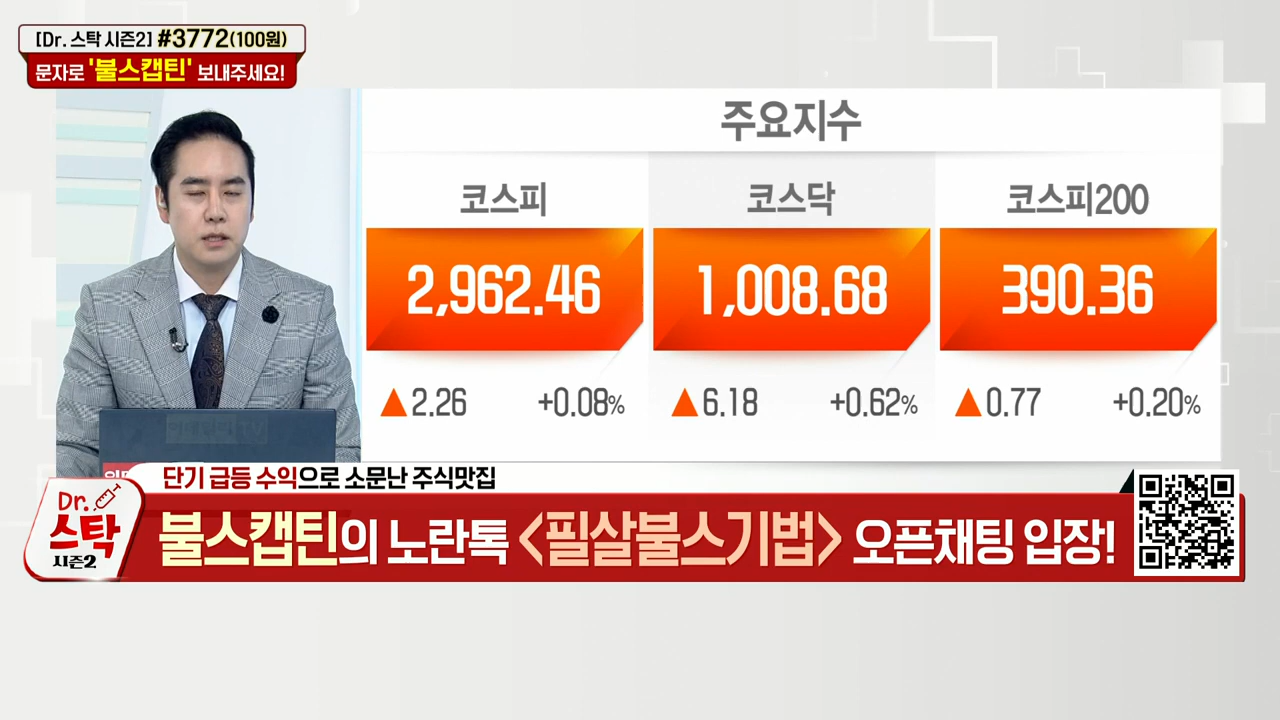 [Dr. 스탁 시즌2] #3772(100원)
문자로 '불스캡틴' 보내주세요!
주요지수
코스피
코스닥
코스피200
2,962.46
1,008.68
390.36
▲2.26 +0.08%
▲6.18 +0.62%
▲0.77 +0.20%
이데일리 TV
단기 급등 수익으로 소문난 주식맛집
Dr.
스탁
시즌2
불스캡틴의 노란톡 <필살불스기법> 오픈채팅 입장!